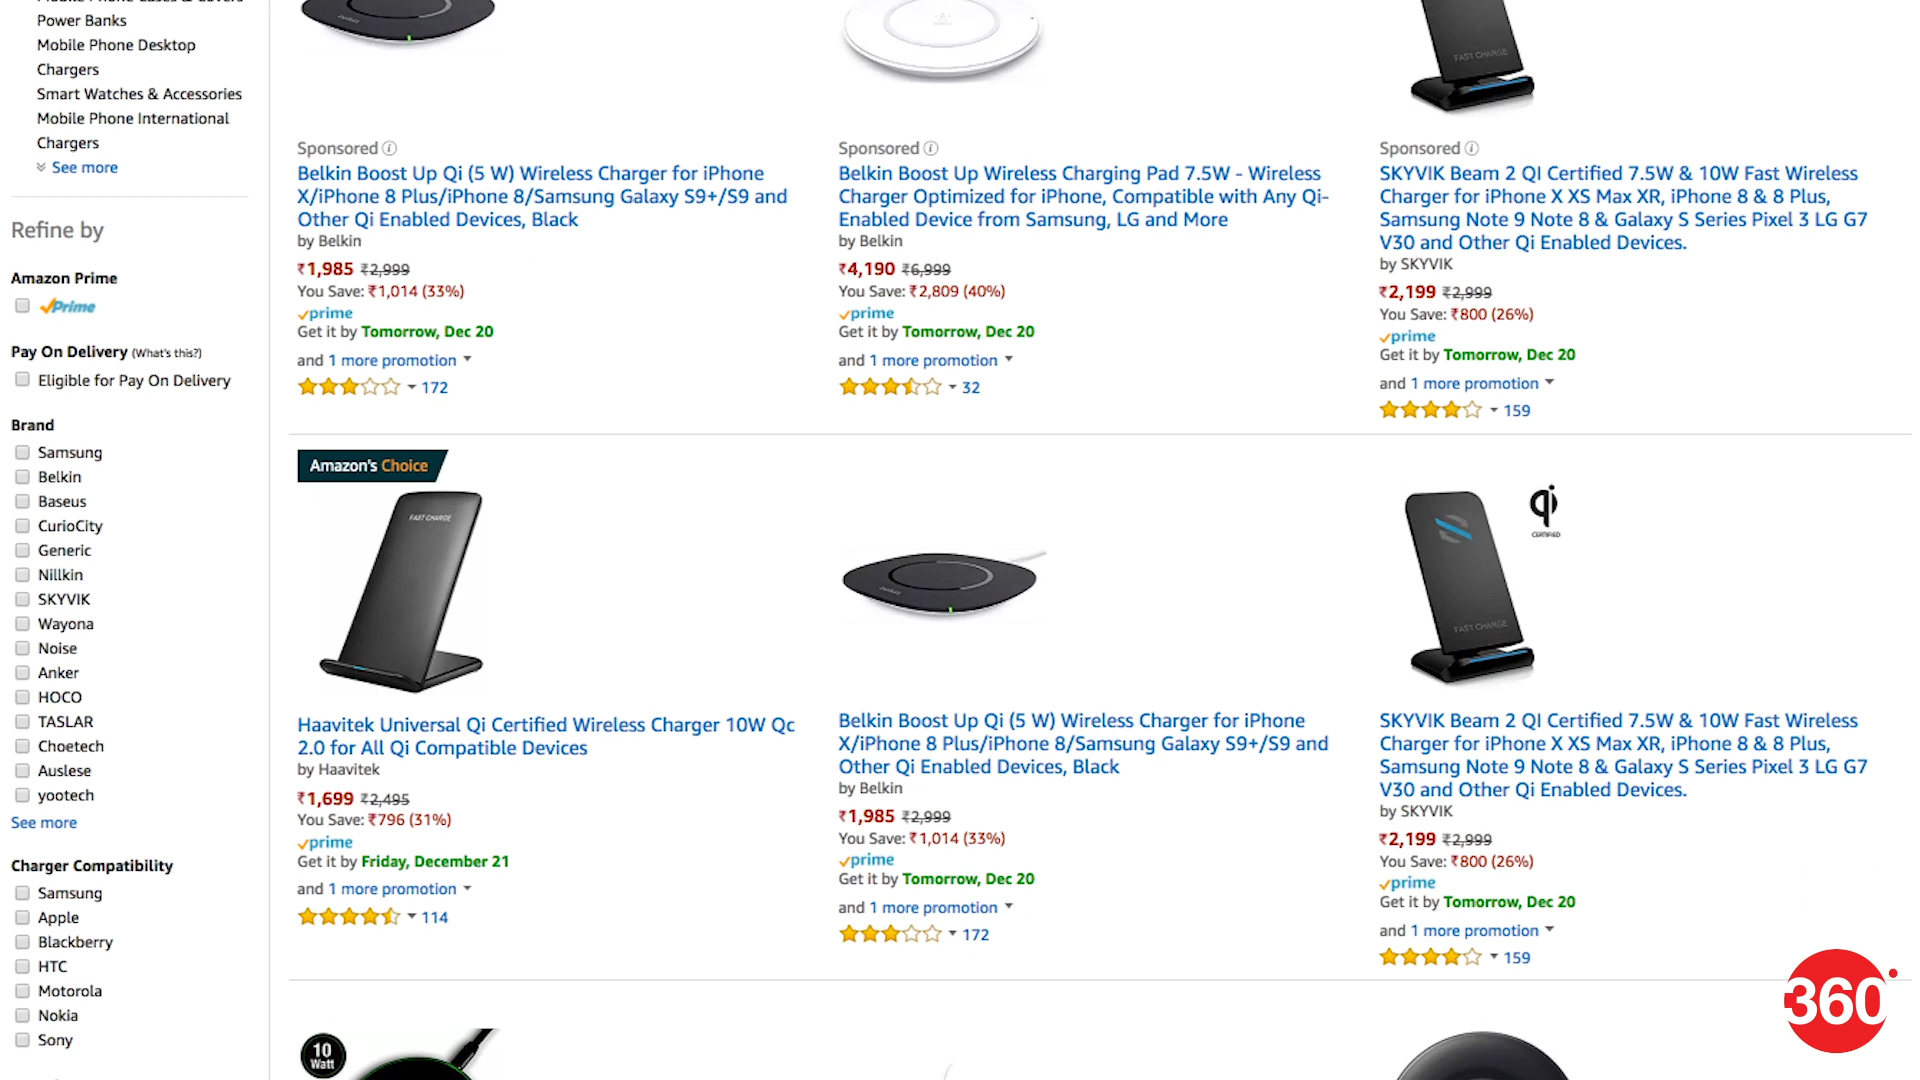 Power Banks
Mobile Phone Desktop
Chargers
Smart Watches & Accessories
Mobile Phone International
Chargers
See more
Refine by
Amazon Prime
Prime
Pay On Delivery (What's this?)
Eligible for Pay On Delivery
Brand
Samsung
Belkin
Baseus
CurioCity
Generic
Nillkin
SKYVIK
Wayona
Noise
Anker
HOCO
TASLAR
Choetech
Auslese
yootech
See more
Charger Compatibility
Samsung
Apple
Blackberry
HTC
Motorola
Nokia
Sony
Sponsored
Belkin Boost Up Qi (5 W) Wireless Charger for iPhone
X/iPhone 8 Plus/iPhone 8/Samsung Galaxy S9+/S9 and
Other Qi Enabled Devices, Black
by Belkin
₹1,985 ₹2,999
You Save: ₹1,014 (33%)
prime
Get it by Tomorrow, Dec 20
and 1 more promotion
172
Sponsored
Belkin Boost Up Wireless Charging Pad 7.5W - Wireless
Charger Optimized for iPhone, Compatible with Any Qi-
Enabled Device from Samsung, LG and More
by Belkin
₹4,190 ₹6,999
You Save: ₹2,809 (40%)
prime
Get it by Tomorrow, Dec 20
and 1 more promotion
32
FAST CHARGE
Sponsored
SKYVIK Beam 2 QI Certified 7.5W & 10W Fast Wireless
Charger for iPhone X XS Max XR, iPhone 8 & 8 Plus,
Samsung Note 9 Note 8 & Galaxy S Series Pixel 3 LG G7
V30 and Other Qi Enabled Devices.
by SKYVIK
₹2,199 ₹2,999
You Save: ₹800 (26%)
prime
Get it by Tomorrow, Dec 20
and 1 more promotion
159
Amazon's Choice
FAST CHARGE
Haavitek Universal Qi Certified Wireless Charger 10W Qc
2.0 for All Qi Compatible Devices
by Haavitek
₹1,699 ₹2,495
You Save: ₹796 (31%)
prime
Get it by Friday, December 21
and 1 more promotion
114
Belkin Boost Up Qi (5 W) Wireless Charger for iPhone
X/iPhone 8 Plus/iPhone 8/Samsung Galaxy S9+/S9 and
Other Qi Enabled Devices, Black
by Belkin
₹1,985 ₹2,999
You Save: ₹1,014 (33%)
prime
Get it by Tomorrow, Dec 20
and 1 more promotion
172
qi
CERTIFIED
FAST CHARGE
SKYVIK Beam 2 QI Certified 7.5W & 10W Fast Wireless
Charger for iPhone X XS Max XR, iPhone 8 & 8 Plus,
Samsung Note 9 Note 8 & Galaxy S Series Pixel 3 LG G7
V30 and Other Qi Enabled Devices.
by SKYVIK
₹2,199 ₹2,999
You Save: ₹800 (26%)
prime
Get it by Tomorrow, Dec 20
and 1 more promotion
159
10
Watt
360°